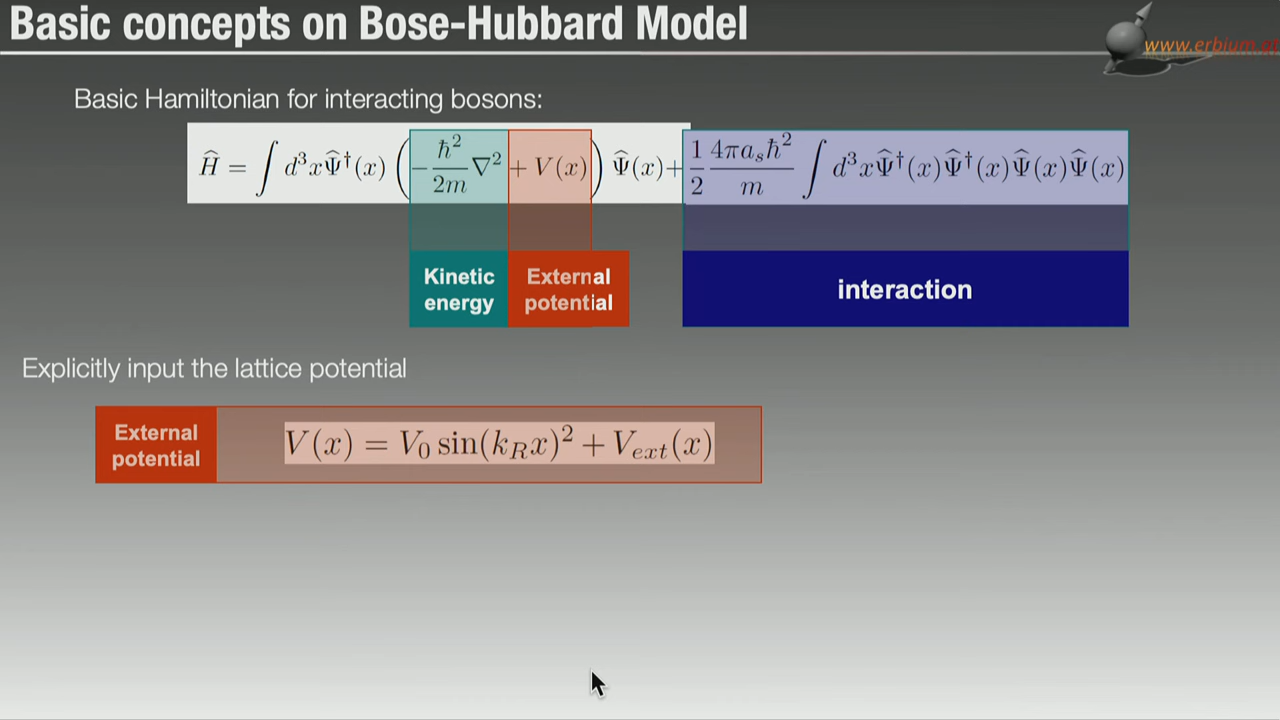 Basic concepts on Bose-Hubbard Model
www.erbium.at
Basic Hamiltonian for interacting bosons:
Ĥ = ∫ d³x Ψ̂†(x) ( −ħ²/2m ∇² + V(x) ) Ψ̂(x) + 1/2 4πaₛħ²/m ∫ d³x Ψ̂†(x)Ψ̂†(x)Ψ̂(x)Ψ̂(x)
Kinetic
energy
External
potential
interaction
Explicitly input the lattice potential
External
potential
V(x) = V₀ sin(k_R x)² + V_ext(x)